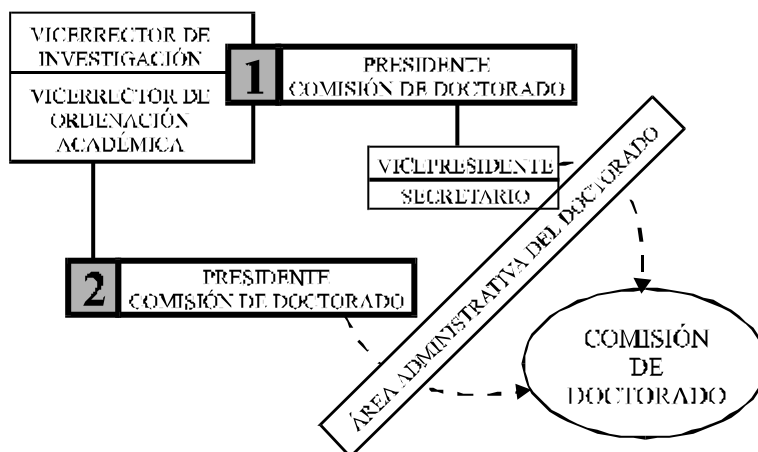 VICERRECTOR DE
INVESTIGACIÓN
VICERRECTOR DE
ORDENACIÓN
ACADÉMICA
1
PRESIDENTE
COMISIÓN DE DOCTORADO
VICEPRESIDENTE
SECRETARIO
2
PRESIDENTE
COMISIÓN DE DOCTORADO
ÁREA ADMINISTRATIVA DEL DOCTORADO
COMISIÓN
DE
DOCTORADO